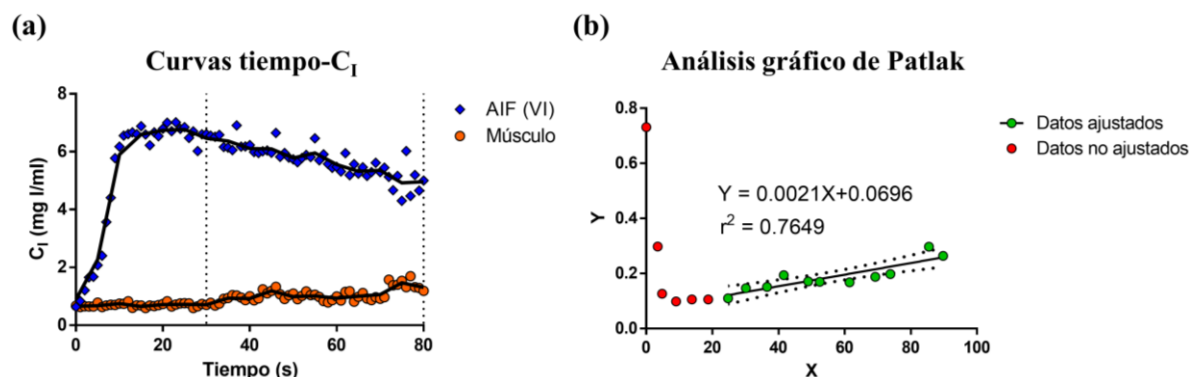 (a)
Curvas tiempo-C_I
8
6
4
2
0
C_I (mg I/ml)
0 20 40 60 80
Tiempo (s)
AIF (VI)
Músculo
(b)
Análisis gráfico de Patlak
0.8
0.6
0.4
0.2
0.0
Y
Y = 0.0021X+0.0696
r² = 0.7649
0 20 40 60 80 100
X
Datos ajustados
Datos no ajustados